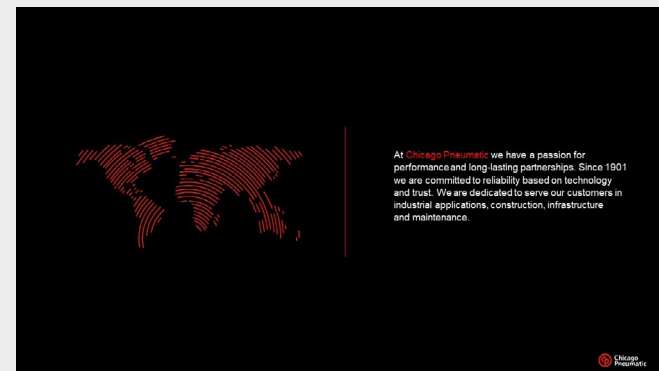 At Chicago Pneumatic we have a passion for
performance and long-lasting partnerships. Since 1901
we are committed to reliability based on technology
and trust. We are dedicated to serve our customers in
industrial applications, construction, infrastructure
and maintenance.
Chicago
Pneumatic